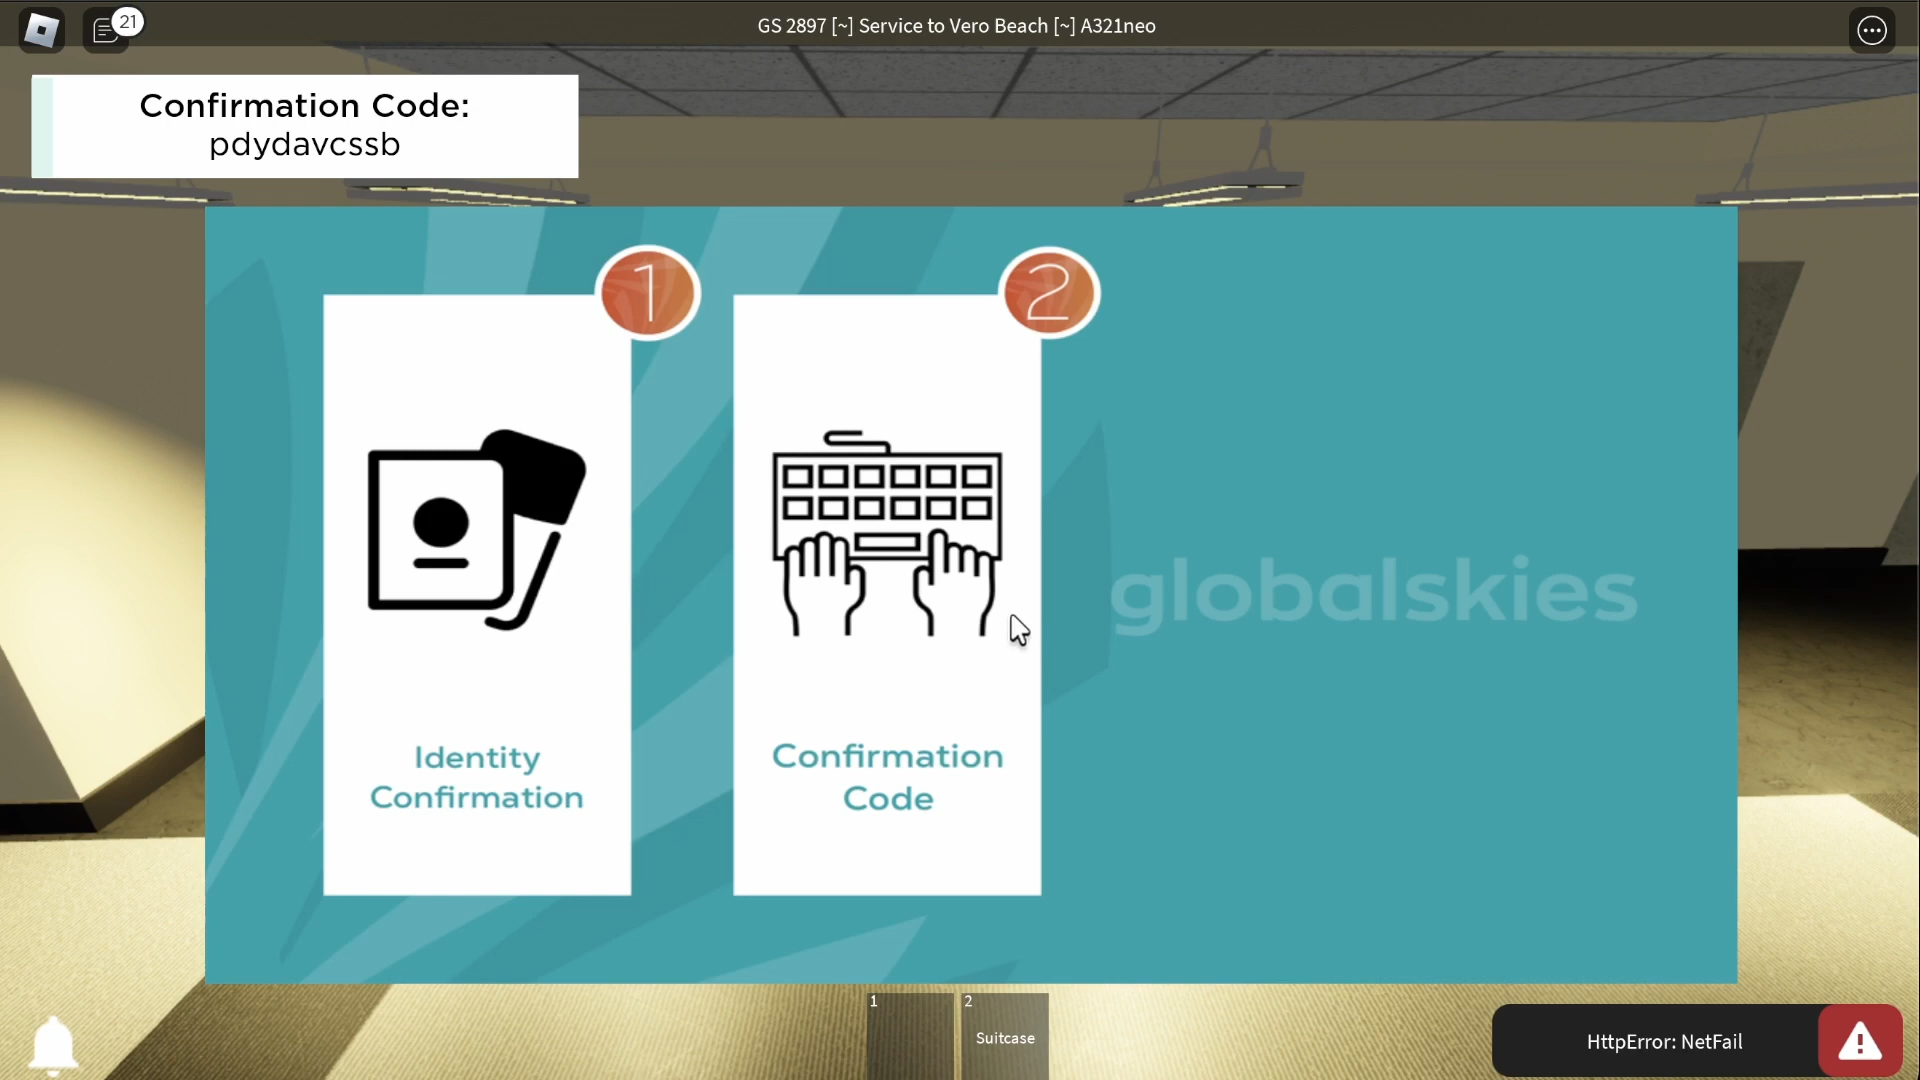 21
GS 2897 [~] Service to Vero Beach [~] A321neo
Confirmation Code:
pdydavcssb
1
2
globalskies
Identity
Confirmation
Confirmation
Code
1
2
Suitcase
HttpError: NetFail